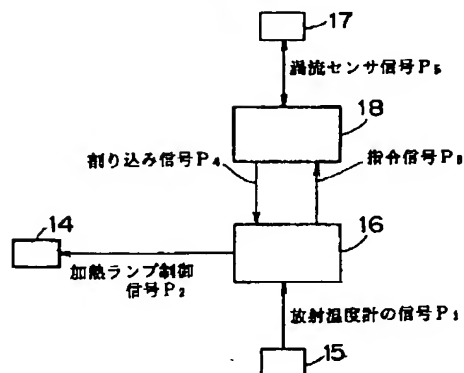 17
渦流センサ信号P₅
18
割り込み信号P₄
指令信号P₃
14
16
加熱ランプ制御
信号P₂
放射温度計の信号P₁
15